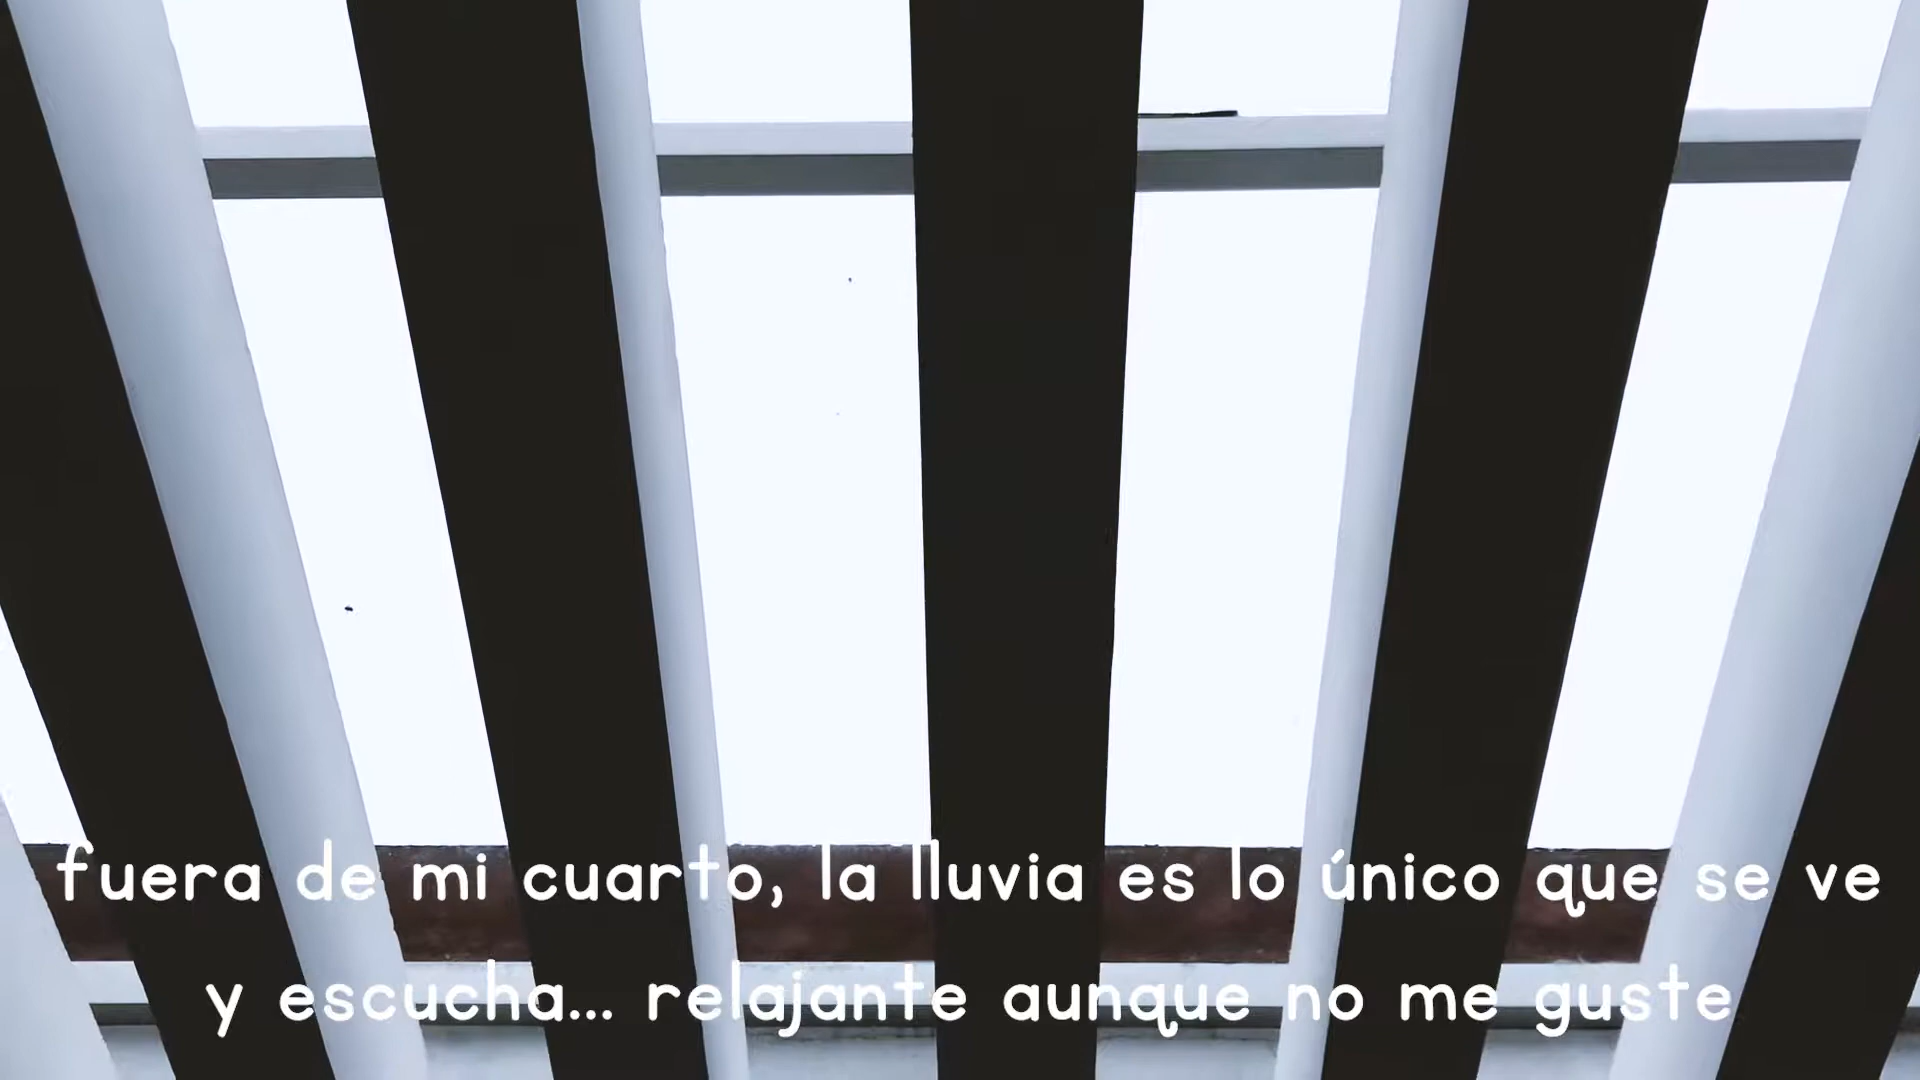 fuera de mi cuarto, la lluvia es lo único que se ve
y escucha... relajante aunque no me guste